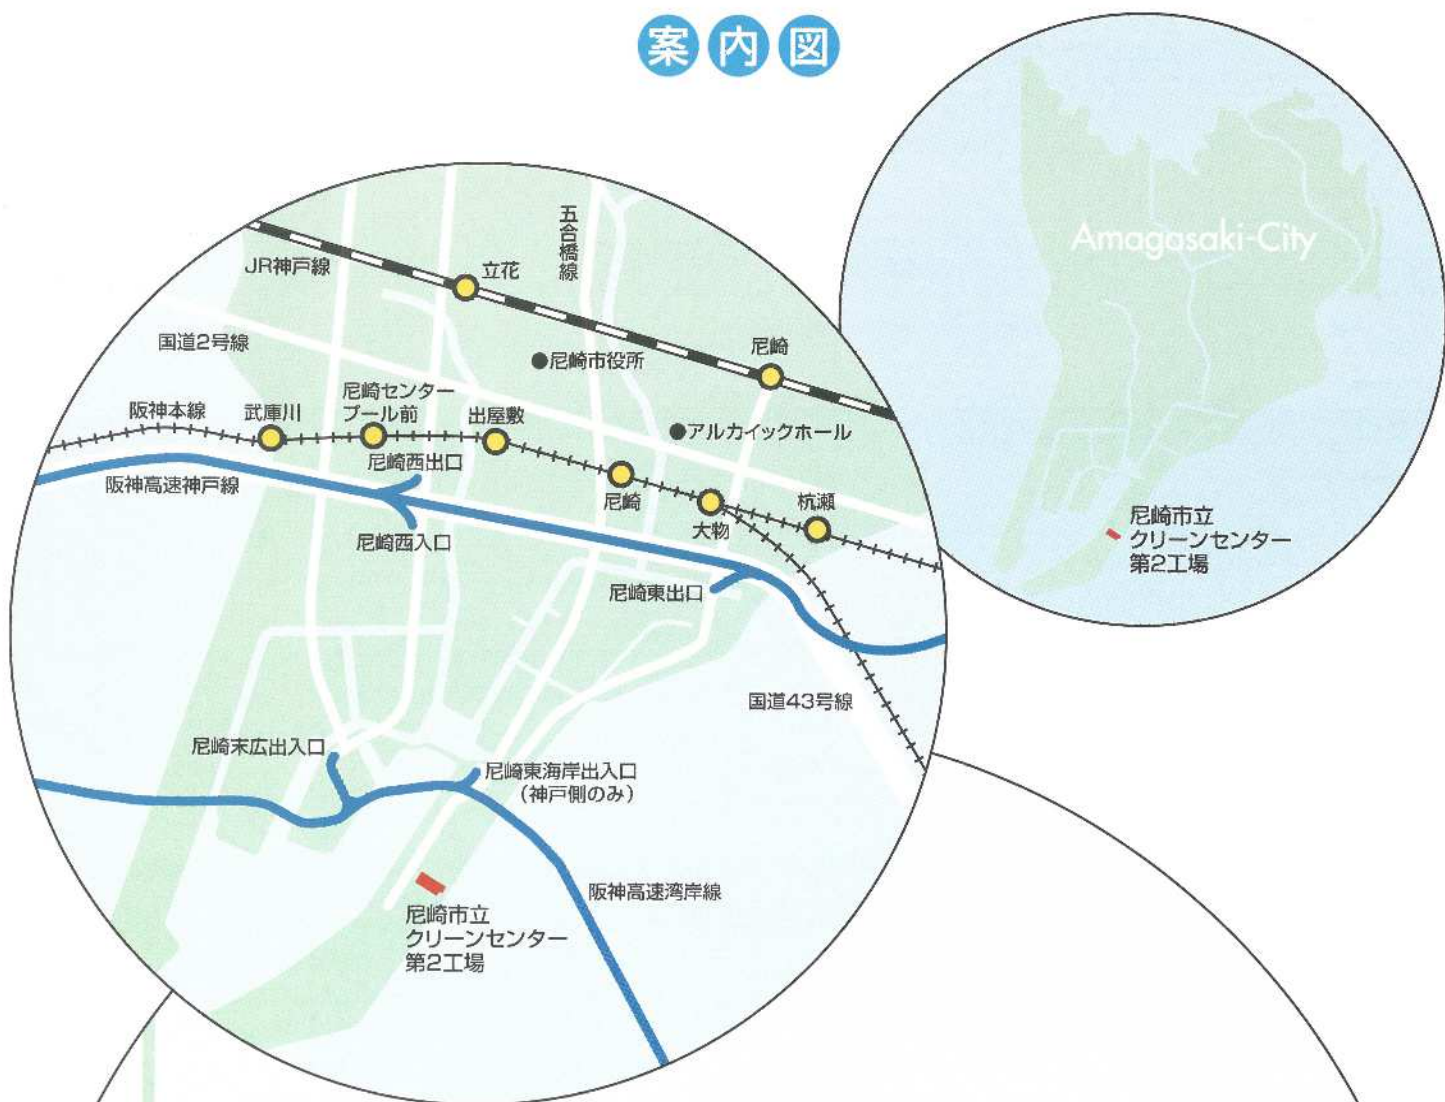 案内図
Amagasaki-City
尼崎市立
クリーンセンター
第2工場
五合橋線
JR神戸線
立花
国道2号線
尼崎市役所
尼崎
阪神本線
武庫川
尼崎センター
プール前
出屋敷
アルカイックホール
尼崎西出口
阪神高速神戸線
尼崎
大物
杭瀬
尼崎西入口
尼崎東出口
国道43号線
尼崎末広出入口
尼崎東海岸出入口
(神戸側のみ)
阪神高速湾岸線
尼崎市立
クリーンセンター
第2工場